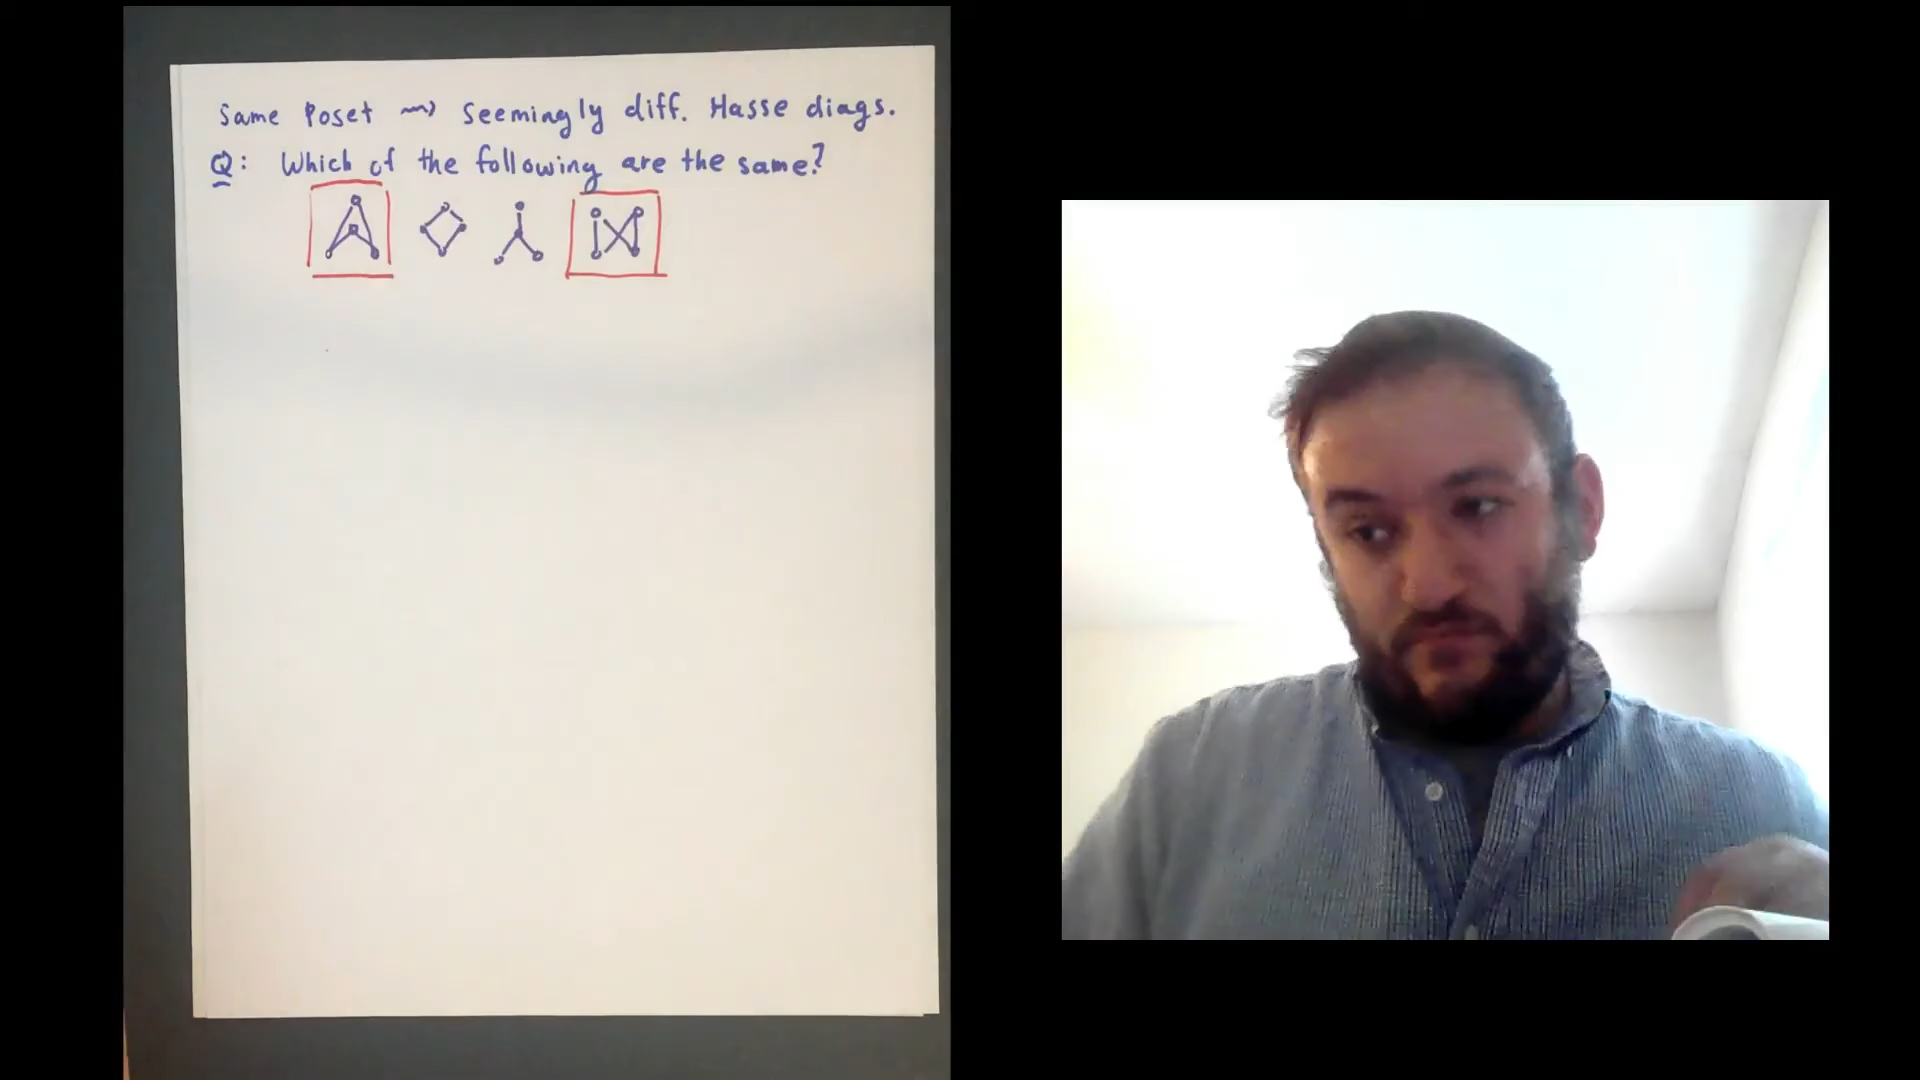 Same Poset ⟿ seemingly diff. Hasse diags.
Q: Which of the following are the same?